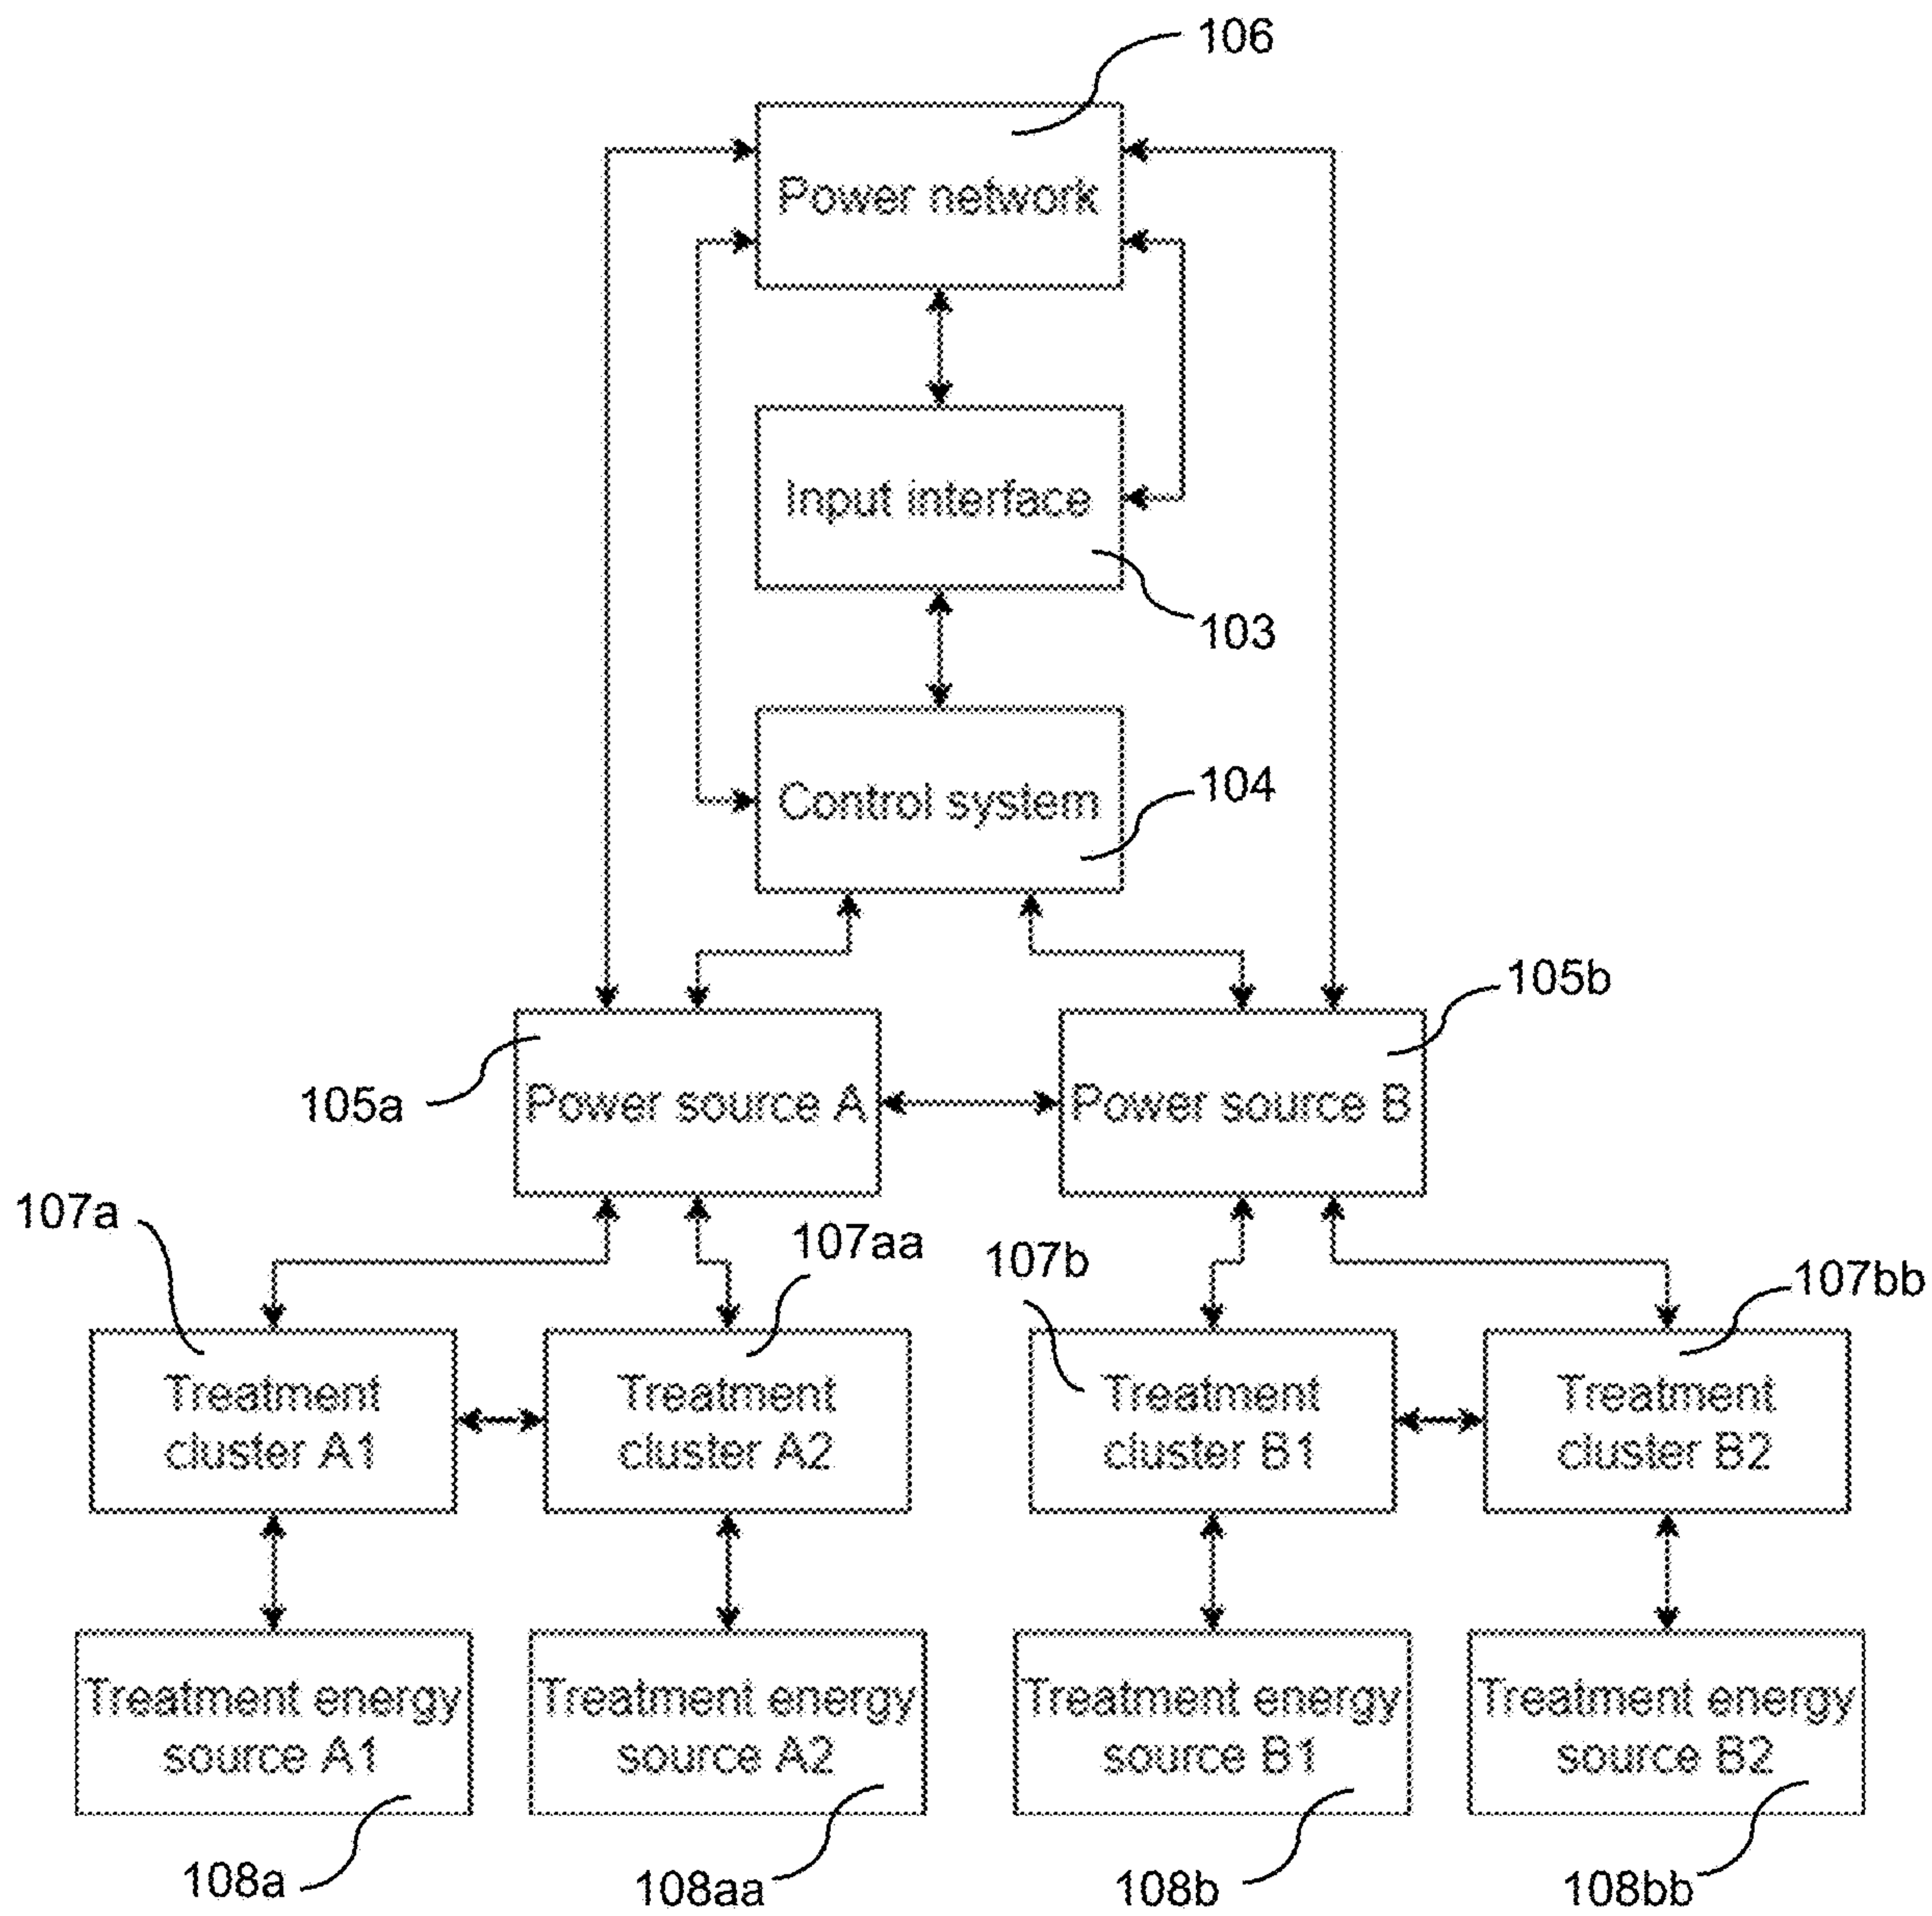 106
Power network
Input interface
103
104
Control system
105b
105a
Power source A
Power source B
107a
107aa
107b
107bb
Treatment
cluster A1
Treatment
cluster A2
Treatment
cluster B1
Treatment
cluster B2
Treatment energy
source A1
Treatment energy
source A2
Treatment energy
source B1
Treatment energy
source B2
108a
108aa
108b
108bb